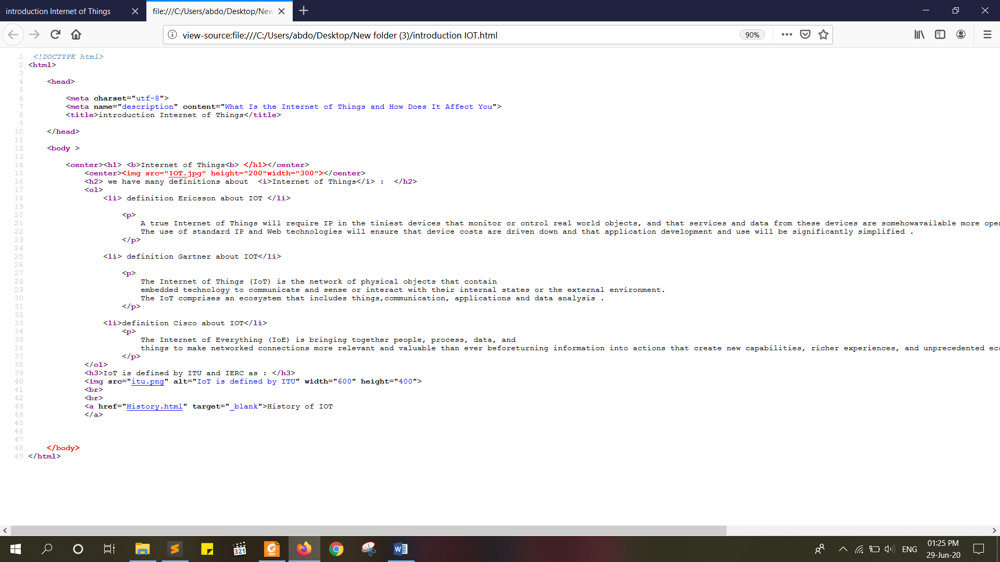 introduction Internet of Things
file:///C:/Users/abdo/Desktop/New
view-source:file:///C:/Users/abdo/Desktop/New folder (3)/introduction IOT.html
90%
1 <!DOCTYPE html>
2 <html>
3
4 <head>
5
6 <meta charset="utf-8">
7 <meta name="description" content="What Is the Internet of Things and How Does It Affect You">
8 <title>introduction Internet of Things</title>
9
10 </head>
11
12 <body >
13
14 <center><h1> <b>Internet of Things<b> </h1></center>
15 <center><img src="IOT.jpg" height="200"width="300"></center>
16 <h2> we have many definitions about  <i>Internet of Things</i> :  </h2>
17 <ol>
18 <li> definition Ericsson about IOT </li>
19
20 <p>
21 A true Internet of Things will require IP in the tiniest devices that monitor or ontrol real world objects, and that services and data from these devices are somehowavailable more
22 The use of standard IP and Web technologies will ensure that device costs are driven down and that application development and use will be significantly simplified .
23 </p>
24
25 <li> definition Gartner about IOT</li>
26
27 <p>
28 The Internet of Things (IoT) is the network of physical objects that contain
29 embedded technology to communicate and sense or interact with their internal states or the external environment.
30 The IoT comprises an ecosystem that includes things,communication, applications and data analysis .
31 </p>
32
33 <li>definition Cisco about IOT</li>
34 <p>
35 The Internet of Everything (IoE) is bringing together people, process, data, and
36 things to make networked connections more relevant and valuable than ever beforeturning information into actions that create new capabilities, richer experiences, and unprecedented
37 </p>
38 </ol>
39 <h3>IoT is defined by ITU and IERC as : </h3>
40 <img src="itu.png" alt="IoT is defined by ITU" width="600" height="400">
41 <br>
42 <br>
43 <a href="History.html" target="_blank">History of IOT
44 </a>
45
46
47
48 </body>
49 </html>
321
PDF
ENG
01:25 PM
29-Jun-20